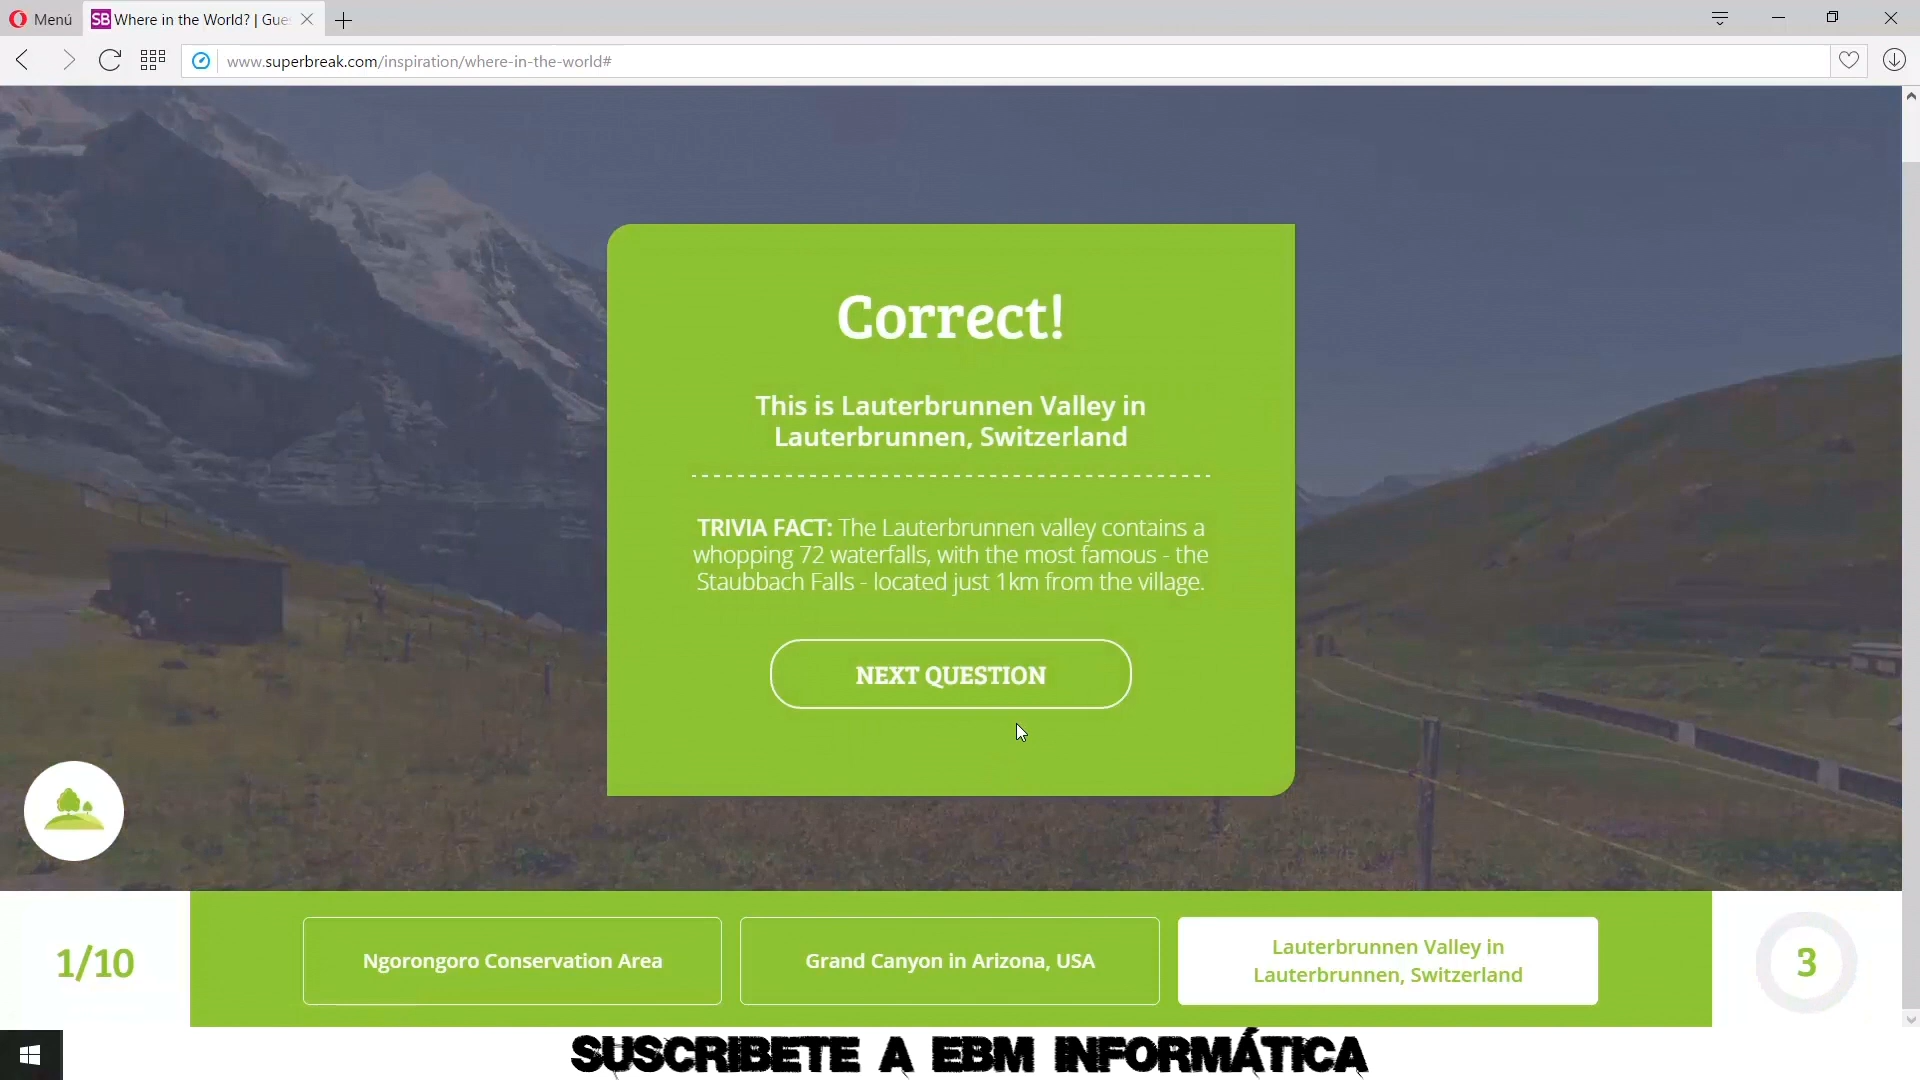 Menú
SB Where in the World? | Gue
www.superbreak.com/inspiration/where-in-the-world#
Correct!
This is Lauterbrunnen Valley in
Lauterbrunnen, Switzerland
TRIVIA FACT: The Lauterbrunnen valley contains a
whopping 72 waterfalls, with the most famous - the
Staubbach Falls - located just 1km from the village.
NEXT QUESTION
1/10
Ngorongoro Conservation Area
Grand Canyon in Arizona, USA
Lauterbrunnen Valley in
Lauterbrunnen, Switzerland
3
SUSCRIBETE A EBM INFORMÁTICA